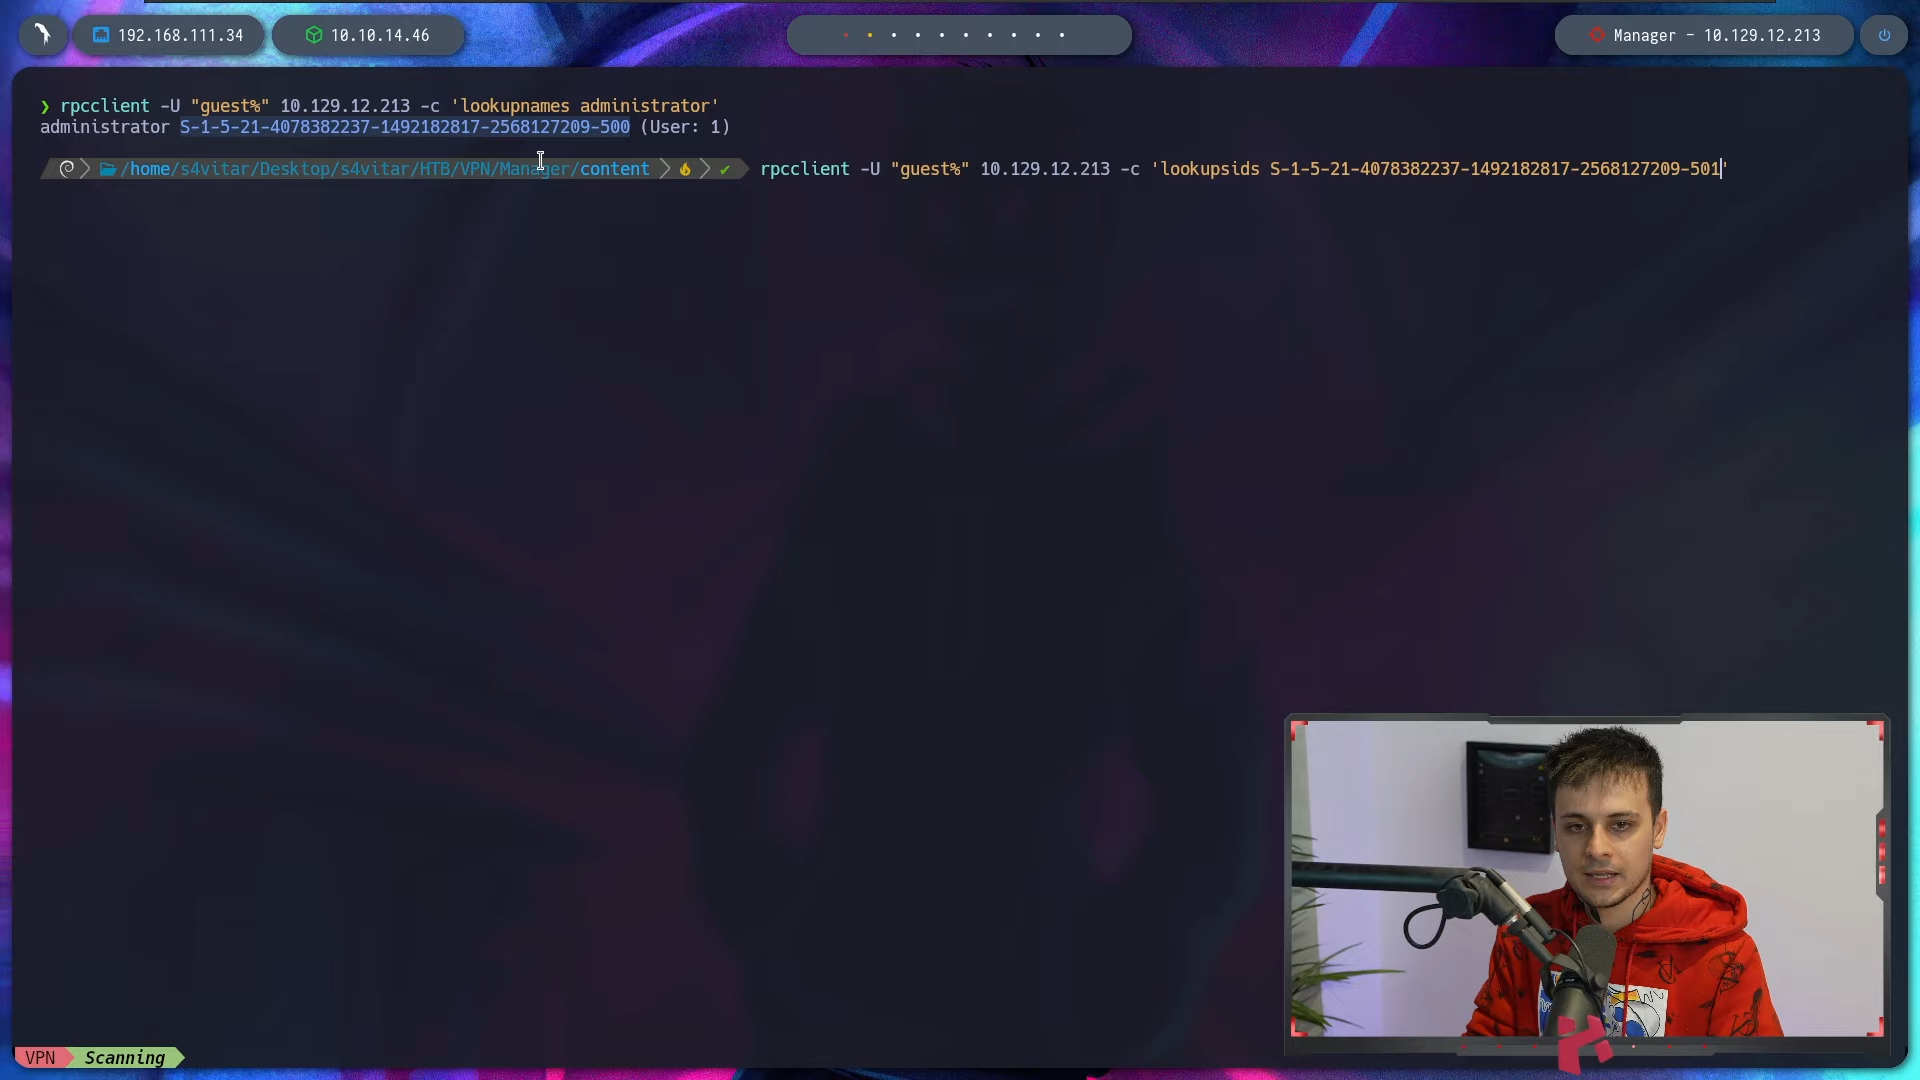 192.168.111.34
10.10.14.46
Manager - 10.129.12.213
❯ rpcclient -U "guest%" 10.129.12.213 -c 'lookupnames administrator'
administrator S-1-5-21-4078382237-1492182817-2568127209-500 (User: 1)
/home/s4vitar/Desktop/s4vitar/HTB/VPN/Manager/content ✔ rpcclient -U "guest%" 10.129.12.213 -c 'lookupsids S-1-5-21-4078382237-1492182817-2568127209-501'
VPN Scanning